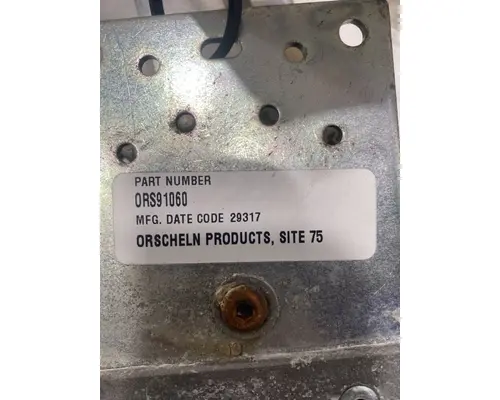 PART NUMBER
ORS91060
MFG. DATE CODE 29317
ORSCHELN PRODUCTS, SITE 75